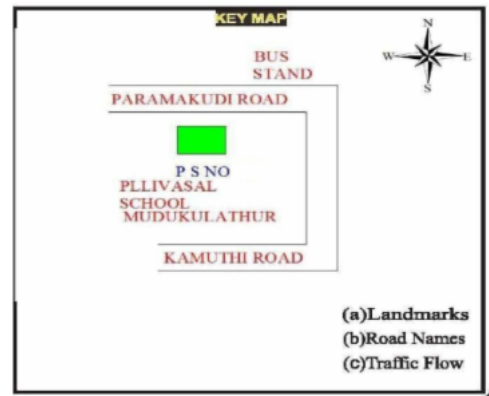 KEY MAP
N
W E
S
BUS
STAND
PARAMAKUDI ROAD
P S NO
PLLIVASAL
SCHOOL
MUDUKULATHUR
KAMUTHI ROAD
(a)Landmarks
(b)Road Names
(c)Traffic Flow